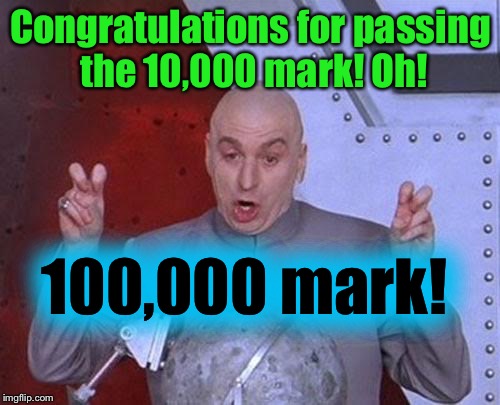 Congratulations for passing
the 10,000 mark! Oh!
100,000 mark!
imgflip.com